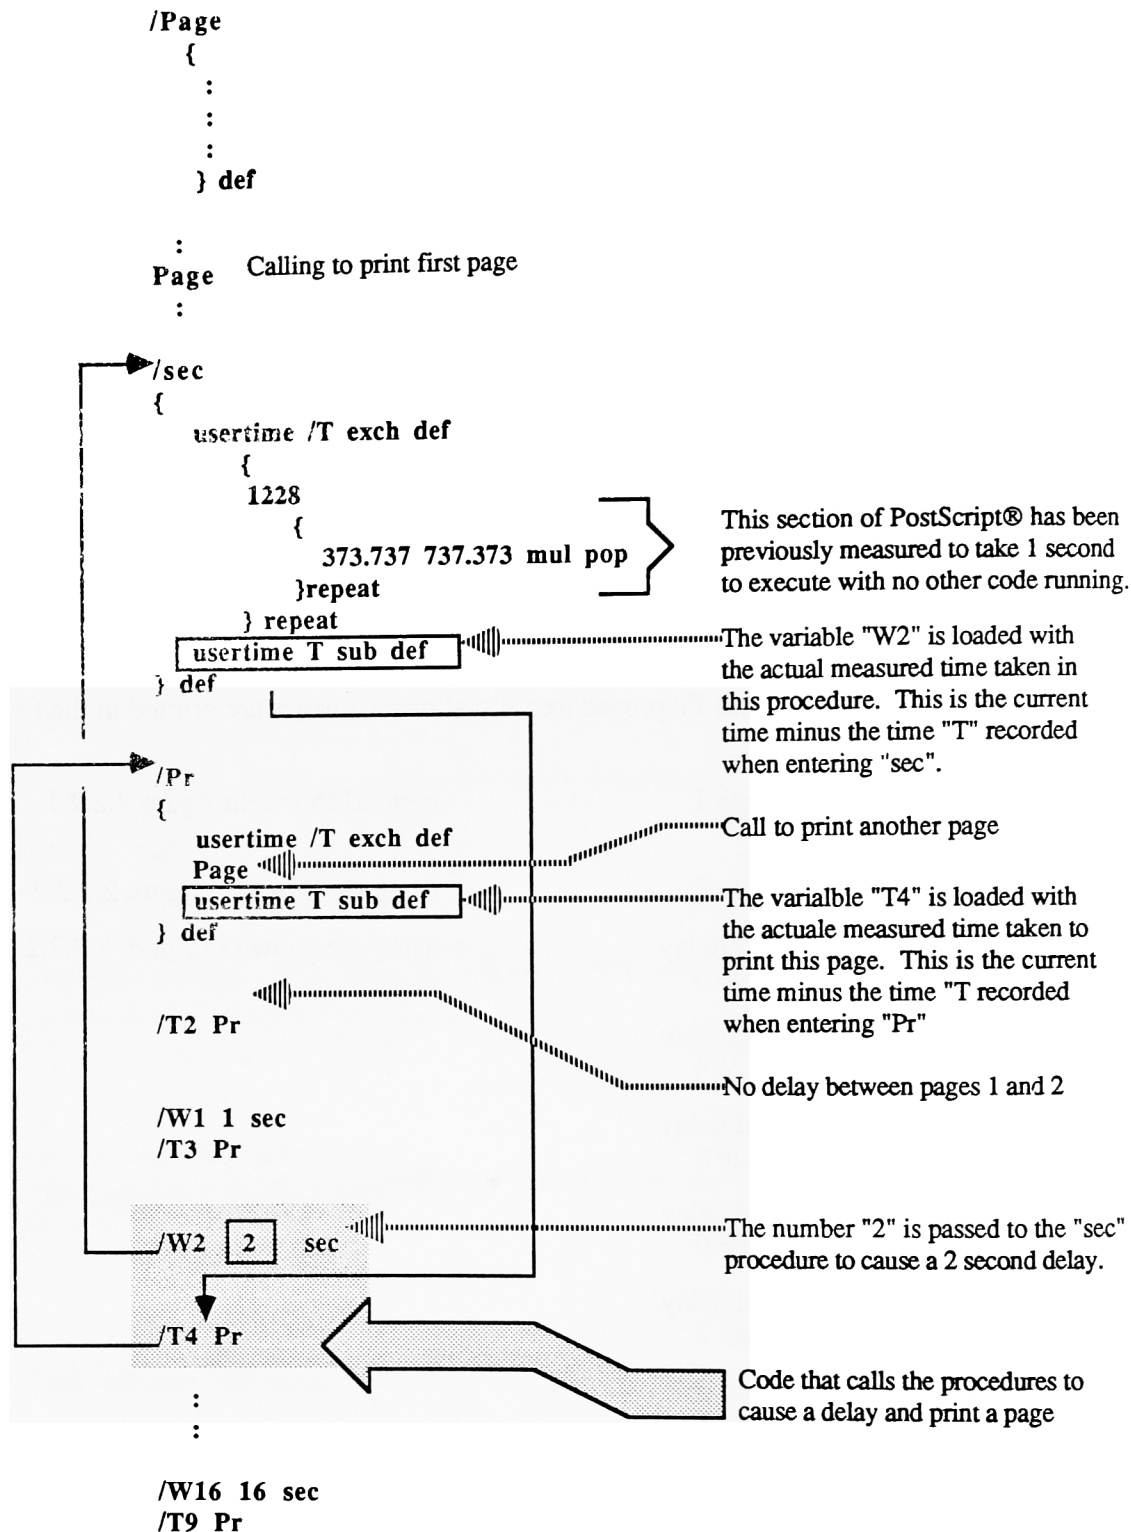 /Page
{
:
:
:
} def
:
Page Calling to print first page
:
/sec
{
usertime /T exch def
{
1228
{
373.737 737.373 mul pop
}repeat
} repeat
usertime T sub def
} def
This section of PostScript® has been
previously measured to take 1 second
to execute with no other code running.
The variable "W2" is loaded with
the actual measured time taken in
this procedure. This is the current
time minus the time "T" recorded
when entering "sec".
/Pr
{
usertime /T exch def
Page
usertime T sub def
} def
Call to print another page
The varialble "T4" is loaded with
the actuale measured time taken to
print this page. This is the current
time minus the time "T recorded
when entering "Pr"
/T2 Pr
No delay between pages 1 and 2
/W1 1 sec
/T3 Pr
/W2 2 sec
The number "2" is passed to the "sec"
procedure to cause a 2 second delay.
/T4 Pr
Code that calls the procedures to
cause a delay and print a page
:
:
/W16 16 sec
/T9 Pr